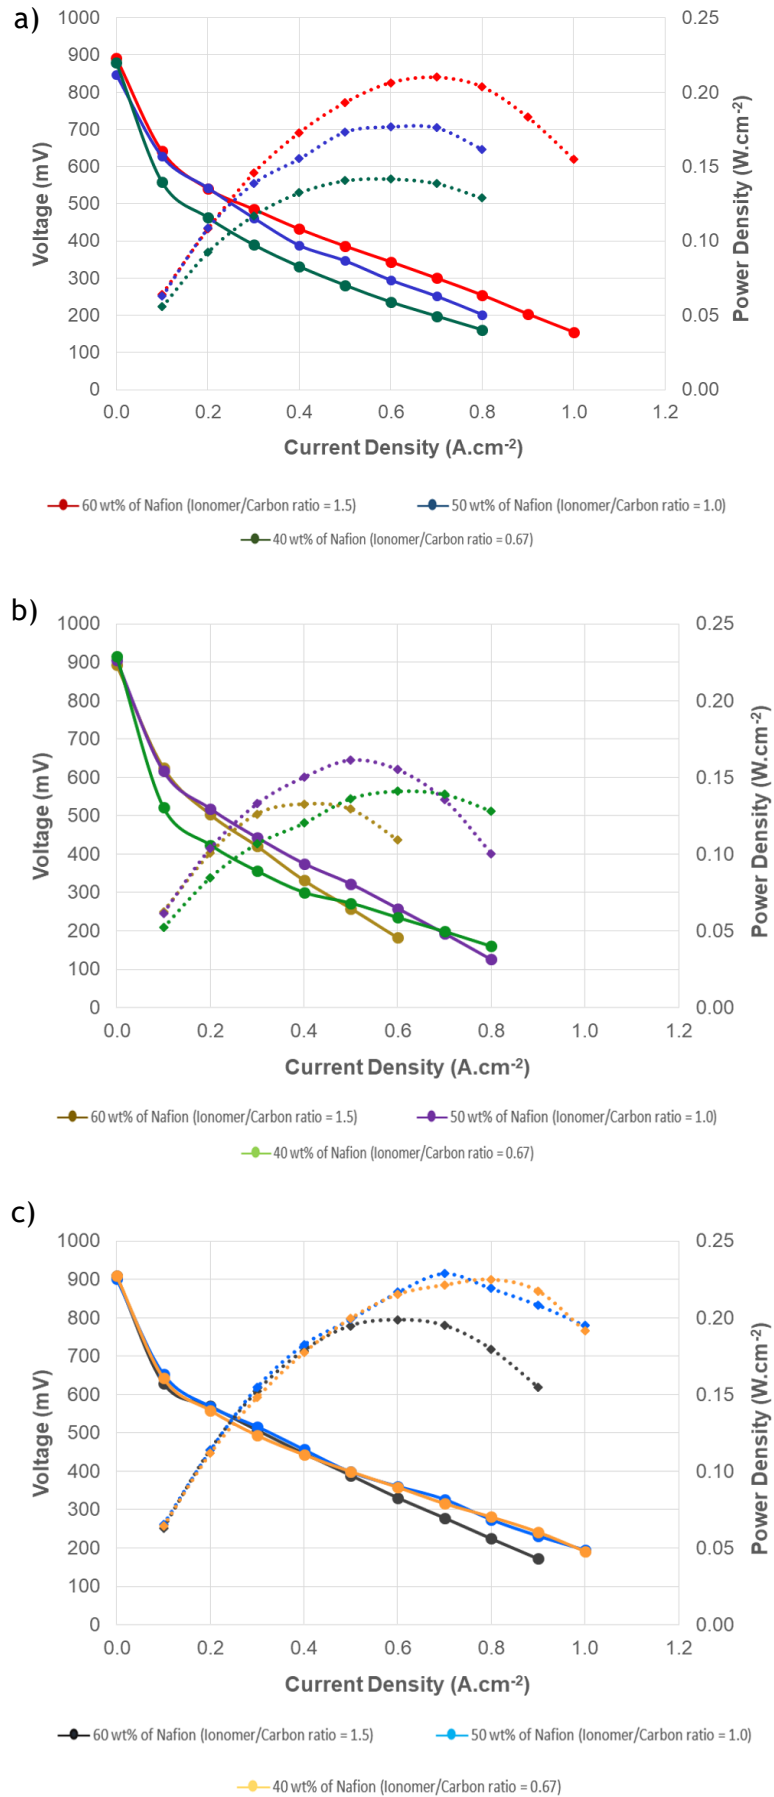 a)
1000
900
800
700
600
500
400
300
200
100
0
Voltage (mV)
0.25
0.20
0.15
0.10
0.05
0.00
Power Density (W.cm-2)
0.0 0.2 0.4 0.6 0.8 1.0 1.2
Current Density (A.cm-2)
60 wt% of Nafion (Ionomer/Carbon ratio = 1.5)
50 wt% of Nafion (Ionomer/Carbon ratio = 1.0)
40 wt% of Nafion (Ionomer/Carbon ratio = 0.67)
b)
1000
900
800
700
600
500
400
300
200
100
0
Voltage (mV)
0.25
0.20
0.15
0.10
0.05
0.00
Power Density (W.cm-2)
0.0 0.2 0.4 0.6 0.8 1.0 1.2
Current Density (A.cm-2)
60 wt% of Nafion (Ionomer/Carbon ratio = 1.5)
50 wt% of Nafion (Ionomer/Carbon ratio = 1.0)
40 wt% of Nafion (Ionomer/Carbon ratio = 0.67)
c)
1000
900
800
700
600
500
400
300
200
100
0
Voltage (mV)
0.25
0.20
0.15
0.10
0.05
0.00
Power Density (W.cm-2)
0.0 0.2 0.4 0.6 0.8 1.0 1.2
Current Density (A.cm-2)
60 wt% of Nafion (Ionomer/Carbon ratio = 1.5)
50 wt% of Nafion (Ionomer/Carbon ratio = 1.0)
40 wt% of Nafion (Ionomer/Carbon ratio = 0.67)